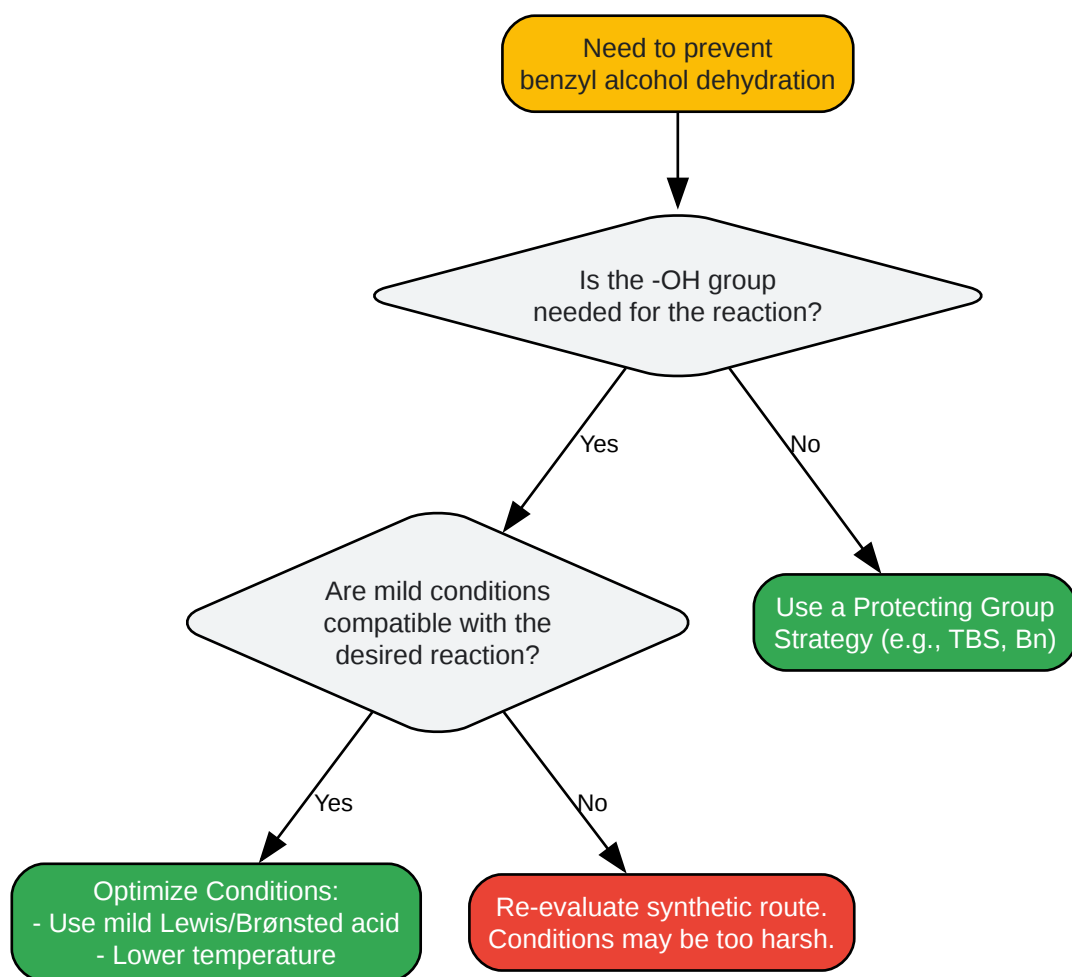 Need to prevent
benzyl alcohol dehydration
Is the -OH group
needed for the reaction?
Yes
No
Are mild conditions
compatible with the
desired reaction?
Use a Protecting Group
Strategy (e.g., TBS, Bn)
Yes
No
Optimize Conditions:
- Use mild Lewis/Brønsted acid
- Lower temperature
Re-evaluate synthetic route.
Conditions may be too harsh.